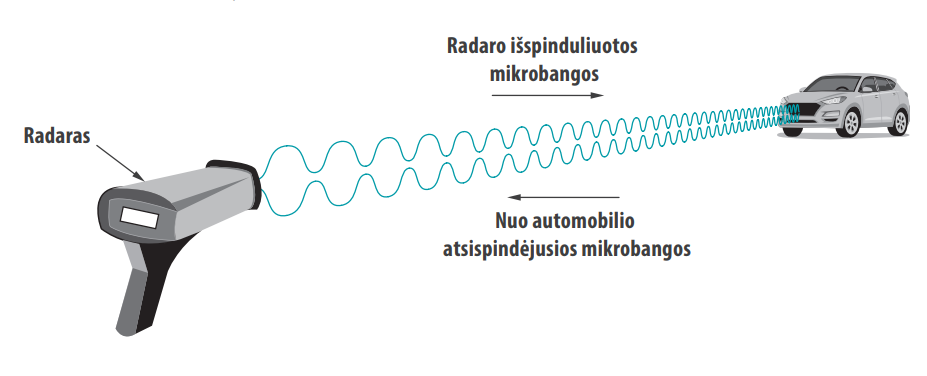 Radaro išspinduliuotos
mikrobangos
Radaras
Nuo automobilio
atsispindėjusios mikrobangos